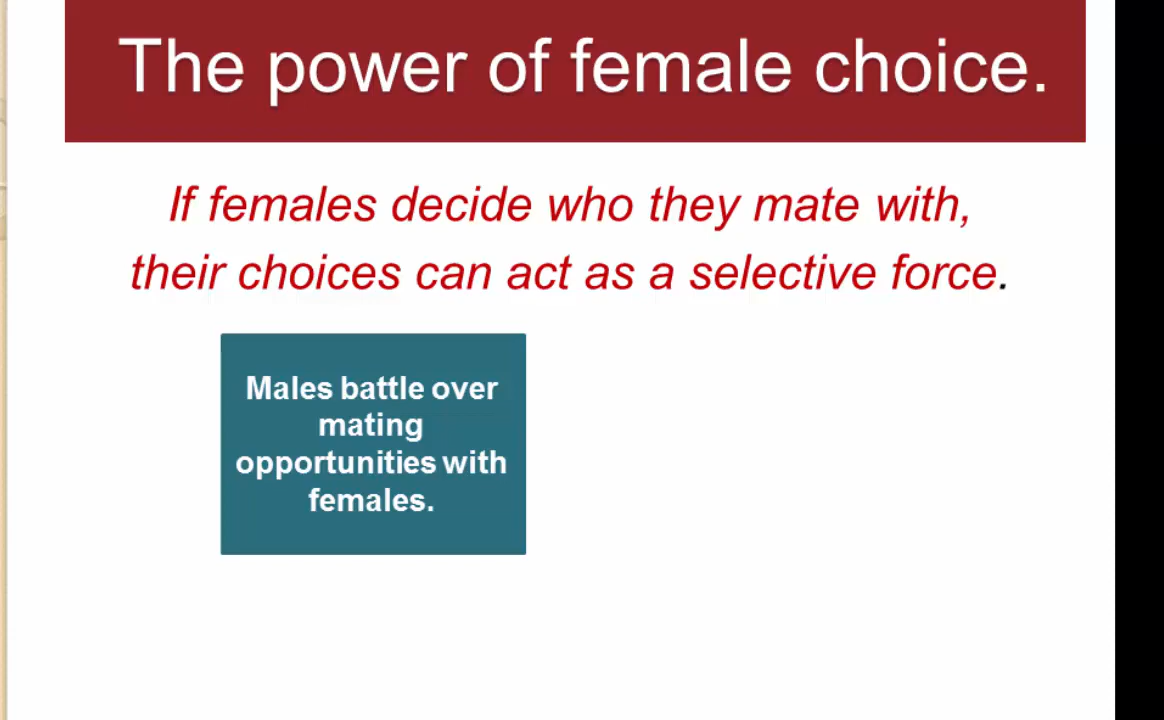 The power of female choice.
If females decide who they mate with,
their choices can act as a selective force.
Males battle over
mating
opportunities with
females.